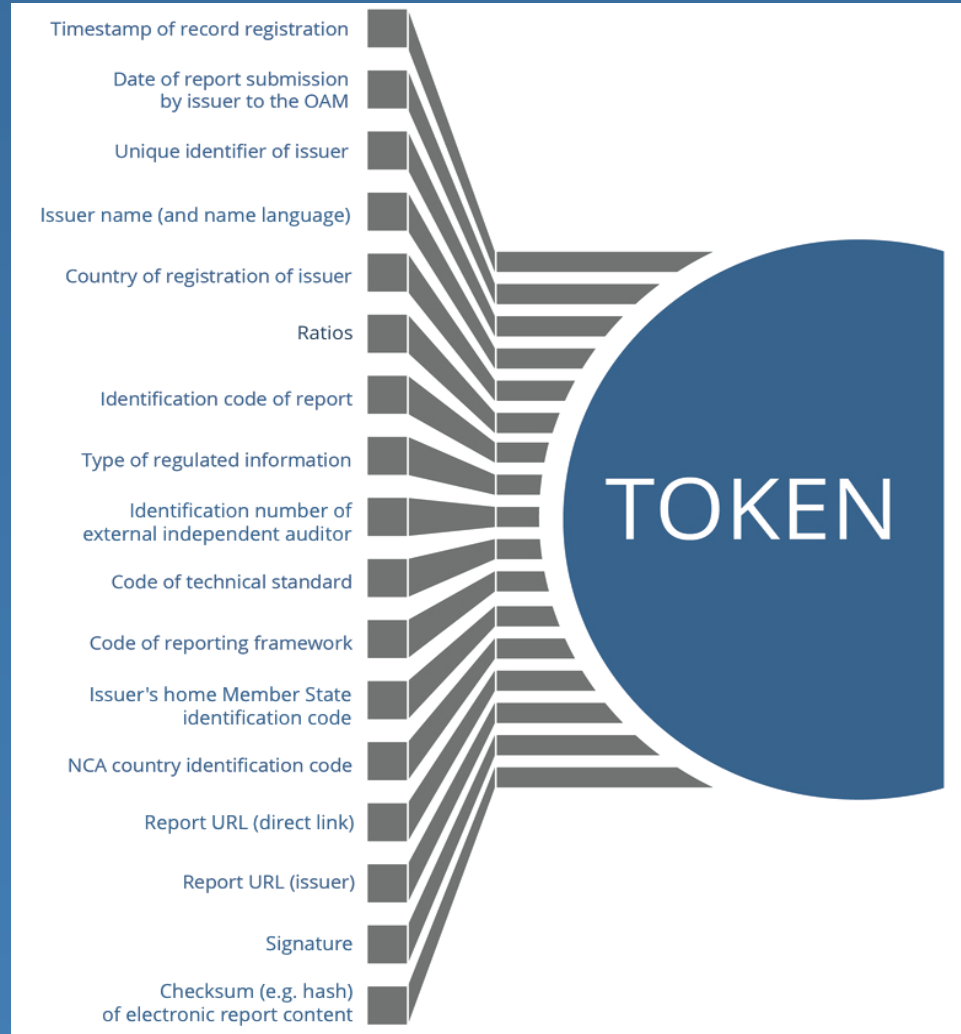 Timestamp of record registration
Date of report submission
by issuer to the OAM
Unique identifier of issuer
Issuer name (and name language)
Country of registration of issuer
Ratios
Identification code of report
Type of regulated information
Identification number of
external independent auditor
Code of technical standard
Code of reporting framework
Issuer's home Member State
identification code
NCA country identification code
Report URL (direct link)
Report URL (issuer)
Signature
Checksum (e.g. hash)
of electronic report content
TOKEN